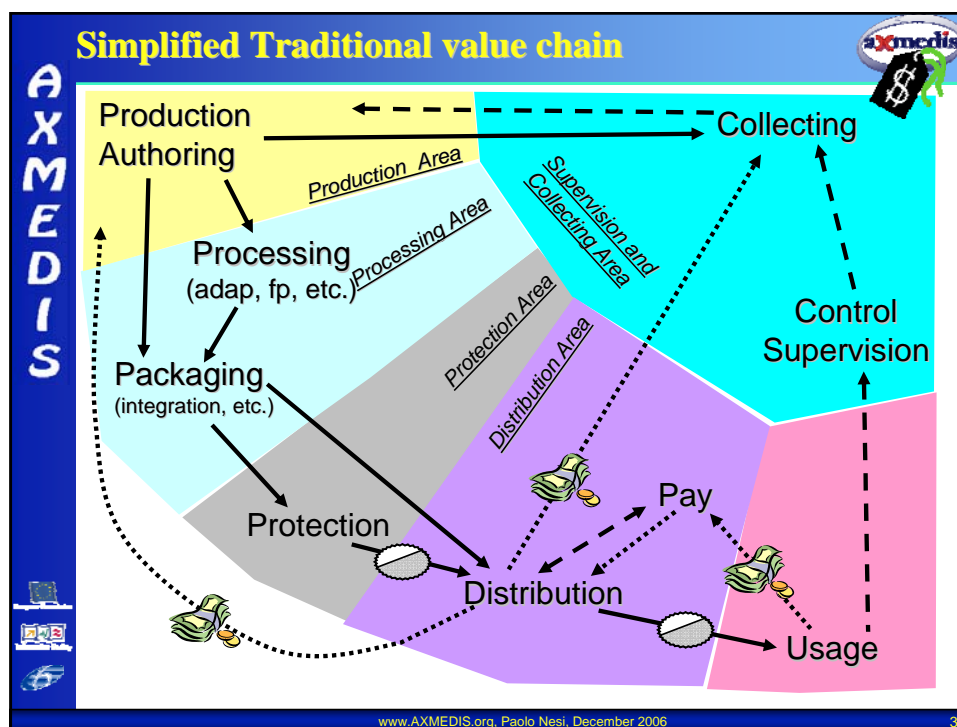 Simplified Traditional value chain
axmedis
$
AXMEDIS
Production
Authoring
Collecting
Production Area
Supervision and
Collecting Area
Processing
(adap, fp, etc.)
Processing Area
Control
Supervision
Protection Area
Distribution Area
Packaging
(integration, etc.)
Pay
Protection
Distribution
Usage
www.AXMEDIS.org, Paolo Nesi, December 2006
3